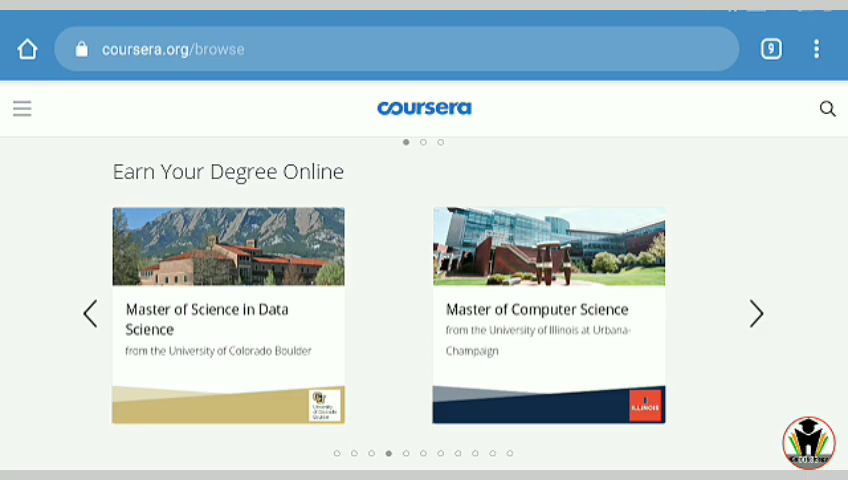 coursera.org/browse
9
coursera
Earn Your Degree Online
Master of Science in Data
Science
from the University of Colorado Boulder
Master of Computer Science
from the University of Illinois at Urbana-
Champaign
ILLINOIS